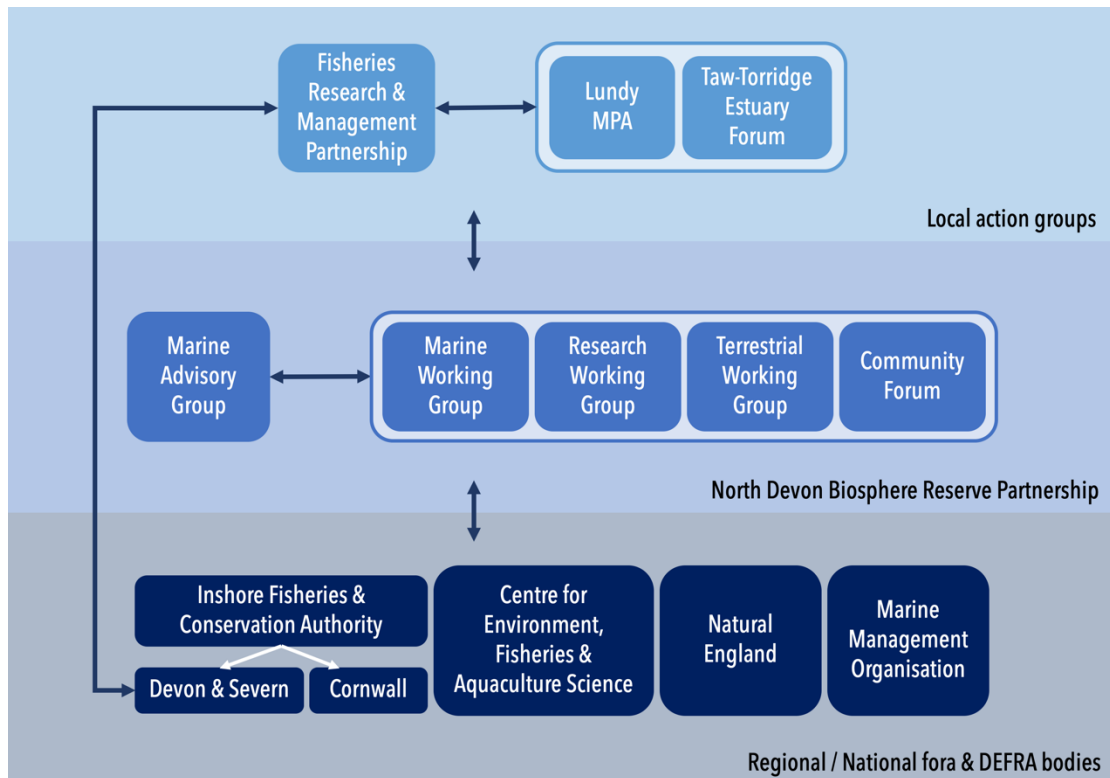 Fisheries
Research &
Management
Partnership
Lundy
MPA
Taw-Torridge
Estuary
Forum
Local action groups
Marine
Advisory
Group
Marine
Working
Group
Research
Working
Group
Terrestrial
Working
Group
Community
Forum
North Devon Biosphere Reserve Partnership
Inshore Fisheries &
Conservation Authority
Devon & Severn
Cornwall
Centre for
Environment,
Fisheries &
Aquaculture Science
Natural
England
Marine
Management
Organisation
Regional / National fora & DEFRA bodies